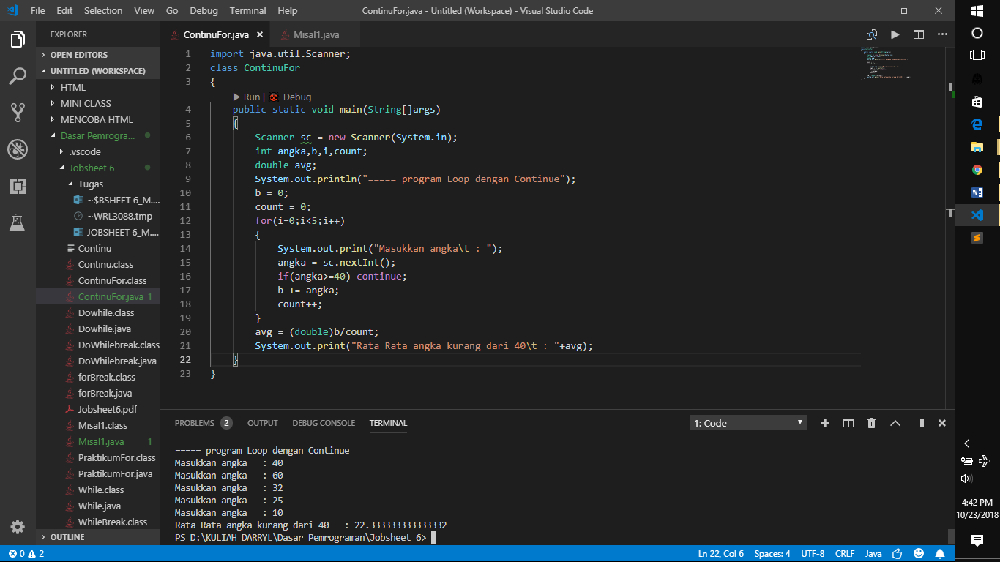 File Edit Selection View Go Debug Terminal Help
ContinuFor.java - Untitled (Workspace) - Visual Studio Code
EXPLORER
OPEN EDITORS
UNTITLED (WORKSPACE)
HTML
MINI CLASS
MENCOBA HTML
Dasar Pemrogra...
.vscode
Jobsheet 6
Tugas
~$BSHEET 6_M....
~WRL3088.tmp
JOBSHEET 6_M....
Continu
Continu.class
ContinuFor.class
ContinuFor.java 1
Dowhile.class
Dowhile.java
DoWhilebreak.class
DoWhilebreak.java
forBreak.class
forBreak.java
Jobsheet6.pdf
Misal1.class
Misal1.java 1
PraktikumFor.class
PraktikumFor.java
While.class
While.java
WhileBreak.class
OUTLINE
ContinuFor.java Misal1.java
1 import java.util.Scanner;
2 class ContinuFor
3 {
Run | Debug
4 public static void main(String[]args)
5 {
6 Scanner sc = new Scanner(System.in);
7 int angka,b,i,count;
8 double avg;
9 System.out.println("===== program Loop dengan Continue");
10 b = 0;
11 count = 0;
12 for(i=0;i<5;i++)
13 {
14 System.out.print("Masukkan angka\t : ");
15 angka = sc.nextInt();
16 if(angka>=40) continue;
17 b += angka;
18 count++;
19 }
20 avg = (double)b/count;
21 System.out.print("Rata Rata angka kurang dari 40\t : "+avg);
22 }
23 }
PROBLEMS 2 OUTPUT DEBUG CONSOLE TERMINAL
1: Code
===== program Loop dengan Continue
Masukkan angka : 40
Masukkan angka : 60
Masukkan angka : 32
Masukkan angka : 25
Masukkan angka : 10
Rata Rata angka kurang dari 40 : 22.333333333333332
PS D:\KULIAH DARRYL\Dasar Pemrograman\Jobsheet 6>
0 2
Ln 22, Col 6 Spaces: 4 UTF-8 CRLF Java
4:42 PM
10/23/2018